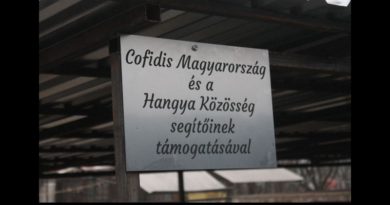 Cofidis Magyarország
és a
Hangya Közösség
segítőinek
támogatásával